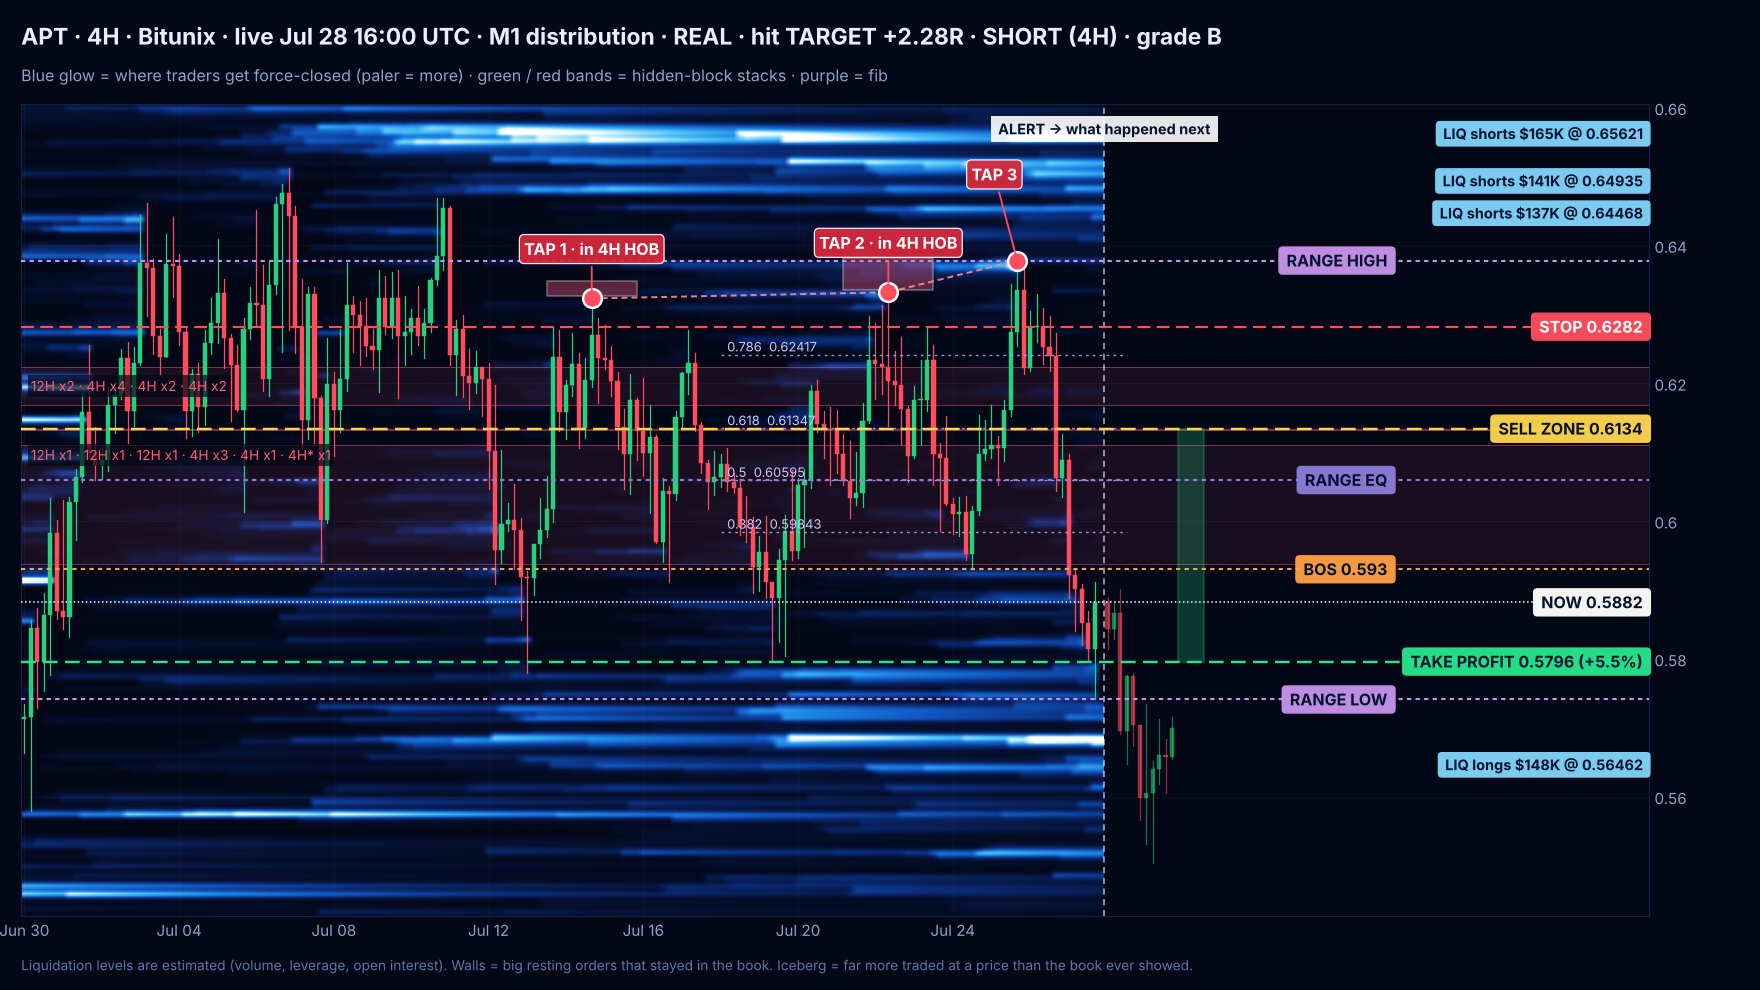 APT · 4H · Bitunix · live Jul 28 16:00 UTC · M1 distribution · REAL · hit TARGET +2.28R · SHORT (4H) · grade B
Blue glow = where traders get force-closed (paler = more) · green / red bands = hidden-block stacks · purple = fib
0.66
ALERT → what happened next
LIQ shorts $165K @ 0.65621
TAP 3
LIQ shorts $141K @ 0.64935
LIQ shorts $137K @ 0.64468
TAP 1 · in 4H HOB
TAP 2 · in 4H HOB
0.64
RANGE HIGH
STOP 0.6282
0.786 0.62417
12H x2 · 4H x4 · 4H x2 · 4H x2
0.62
0.618 0.61347
SELL ZONE 0.6134
12H x1 · 12H x1 · 12H x1 · 4H x3 · 4H x1 · 4H* x1
0.5 0.60595
RANGE EQ
0.382 0.59843
0.6
BOS 0.593
NOW 0.5882
TAKE PROFIT 0.5796 (+5.5%)
0.58
RANGE LOW
LIQ longs $148K @ 0.56462
0.56
Jun 30
Jul 04
Jul 08
Jul 12
Jul 16
Jul 20
Jul 24
Liquidation levels are estimated (volume, leverage, open interest). Walls = big resting orders that stayed in the book. Iceberg = far more traded at a price than the book ever showed.